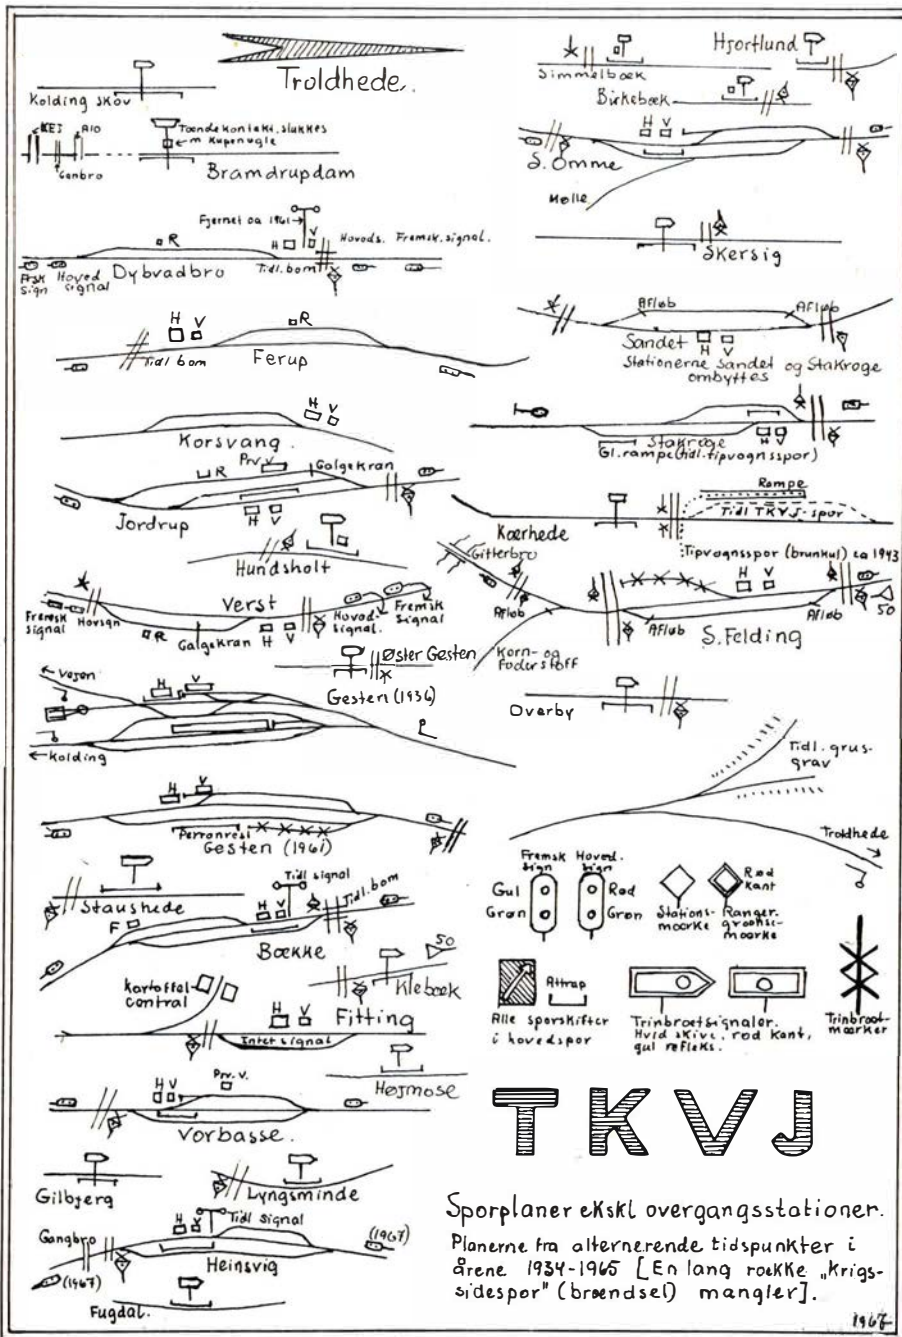 Troldhede.
Kolding skov
KEJ
A10
Ganbro
Tændekontakt, slukkes
m kupenøgle
Bramdrupdam
Fjernet ca 1961
H
V
R
Hoveds. Fremsk. signal.
Fsk
Sign
Hoved
signal
Dybvadbro
Tidl. bom
H
V
R
Tidl bom
Ferup
H
V
Korsvang.
Prv. V
Galgekran
R
Jordrup
H
V
Hundsholt
Verst
Fremsk
signal
Hovsgn
R
Galgekran
H
V
Hoved-
signal.
Fremsk
Signal
Øster Gesten
Gesten (1936)
← Vejen
H
V
← Kolding
H
V
Perronrest
Gesten (1961)
Staushede
Tidl signal
H
V
Tidl. bom
F
Bække
50
Klebæk
Kartoffel-
central
H
V
Fitting
Intet signal
Højmose
Prv. V.
H
V
Vorbasse.
Gilbjerg
Lyngsminde
H
V
Tidl signal
Gangbro
(1967)
(1967)
Heinsvig
Fugdal.
Hjortlund
Simmelbæk
Birkebæk
H
V
S. Omme
Mølle
Skersig
Afløb
Afløb
Sandet
H
V
Stationerne Sandet og Stakroge
ombyttes
Stakroge
H
V
Gl. rampe (tidl. tipvognsspor)
Rampe
Tidl TKVJ-spor
Kærhede
Tipvognsspor (brunkul) ca 1943
Gitterbro
H
V
50
Afløb
Afløb
Afløb
S. Felding
Korn- og
Foderstoff
Overby
Tidl. grus-
grav
Troldhede
Fremsk
sign
Hoved.
sign
Gul
Grøn
Rød
Grøn
Stations-
mærke
Rød
Kant
Ranger-
grænse-
mærke
Attrap
Alle sporskifter
i hovedspor
Trinbrætsignaler.
Hvid skive, rød kant,
gul refleks.
Trinbræt-
mærker
TKVJ
Sporplaner ekskl overgangsstationer.
Planerne fra alternerende tidspunkter i
årene 1934-1965 [En lang række „krigs-
sidespor" (brændsel) mangler].
1967